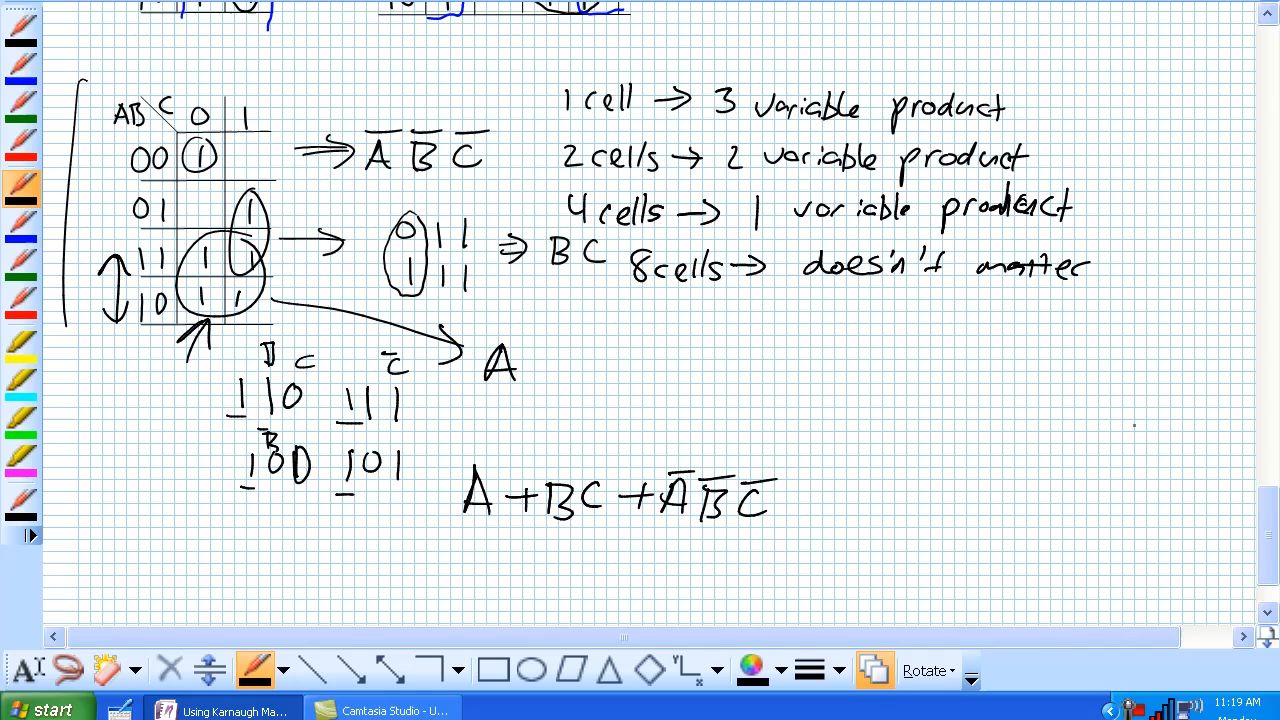 AB C 0 1
00 1 ⇒ A̅ B̅ C̅
01 1
11 1 1 → 0 1 1 ⇒ BC
1 1 1
10 1 1 → A
1 cell → 3 variable product
2 cells → 2 variable product
4 cells → 1 variable product
8 cells → doesn't matter
B C C̅
1 1 0 1 1 1
B̅
1 0 0 1 0 1
A + BC + A̅ B̅ C̅
A
Rotate
start
Using Karnaugh Ma...
Camtasia Studio - U...
11:19 AM
Monday